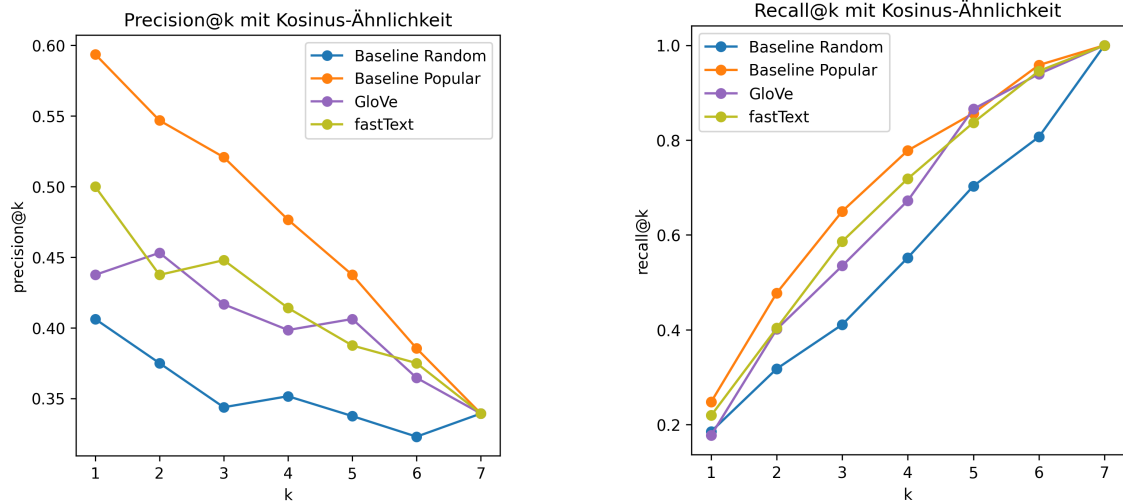 Precision@k mit Kosinus-Ähnlichkeit
0.60
0.55
0.50
0.45
0.40
0.35
precision@k
Baseline Random
Baseline Popular
GloVe
fastText
1 2 3 4 5 6 7
k
Recall@k mit Kosinus-Ähnlichkeit
1.0
0.8
0.6
0.4
0.2
recall@k
Baseline Random
Baseline Popular
GloVe
fastText
1 2 3 4 5 6 7
k